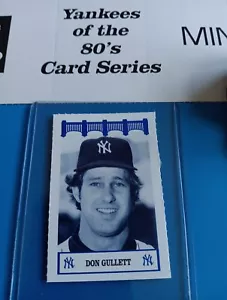 Yankees
of the
80's
Card Series
MIN
NY
DON GULLETT
NY
NY